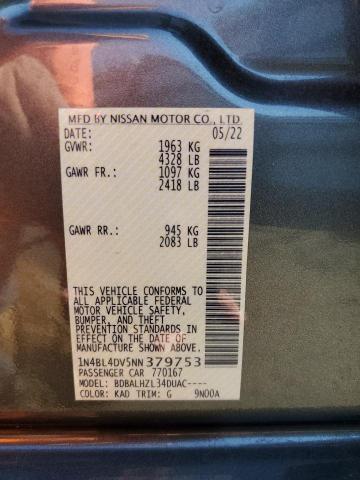 MFD BY NISSAN MOTOR CO., LTD.
DATE: 05/22
GVWR: 1963 KG
4328 LB
GAWR FR.: 1097 KG
2418 LB
GAWR RR.: 945 KG
2083 LB
THIS VEHICLE CONFORMS TO
ALL APPLICABLE FEDERAL
MOTOR VEHICLE SAFETY,
BUMPER, AND THEFT
PREVENTION STANDARDS
IN EFFECT ON THE DATE OF
MANUFACTURE SHOWN ABOVE.
1N4BL4DV5NN379753
PASSENGER CAR 770167
MODEL: BDBALHZL34DUAC----
COLOR: KAD TRIM: G 9N00A